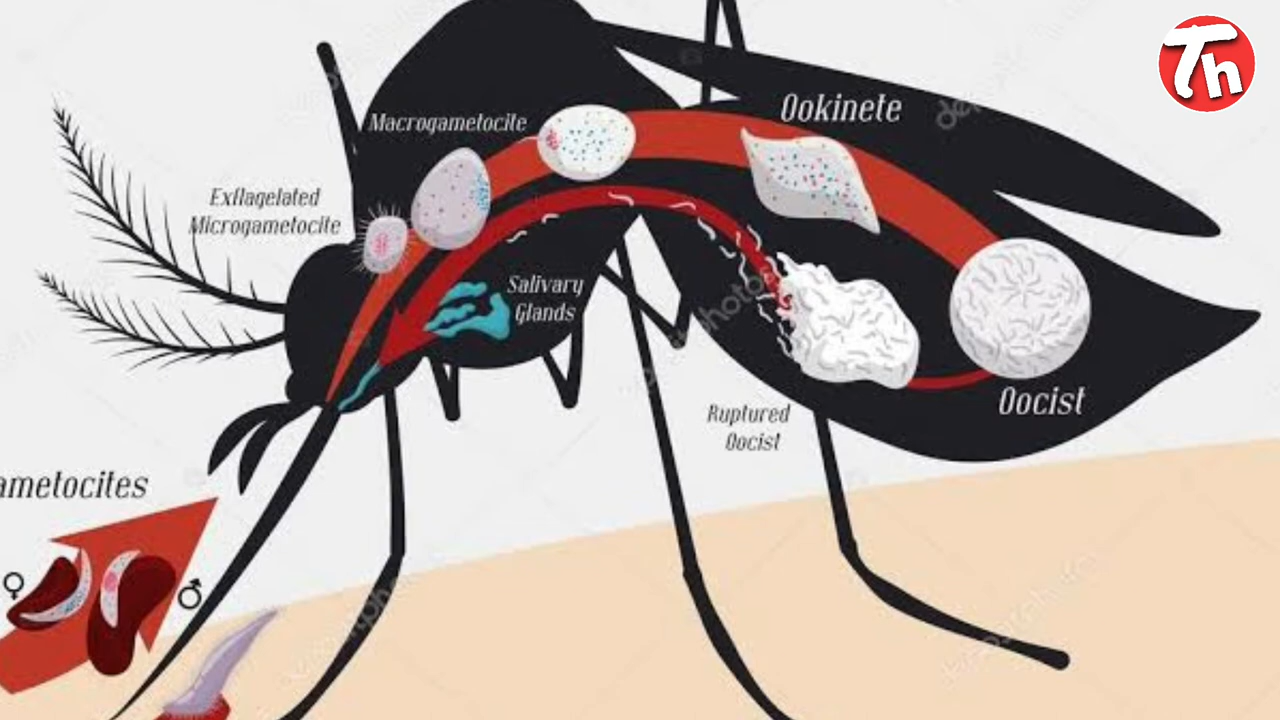 Th
Ookinete
Macrogametocite
Exflagelated
Microgametocite
Salivary
Glands
Oocist
Ruptured
Oocist
ametocites
♀
♂